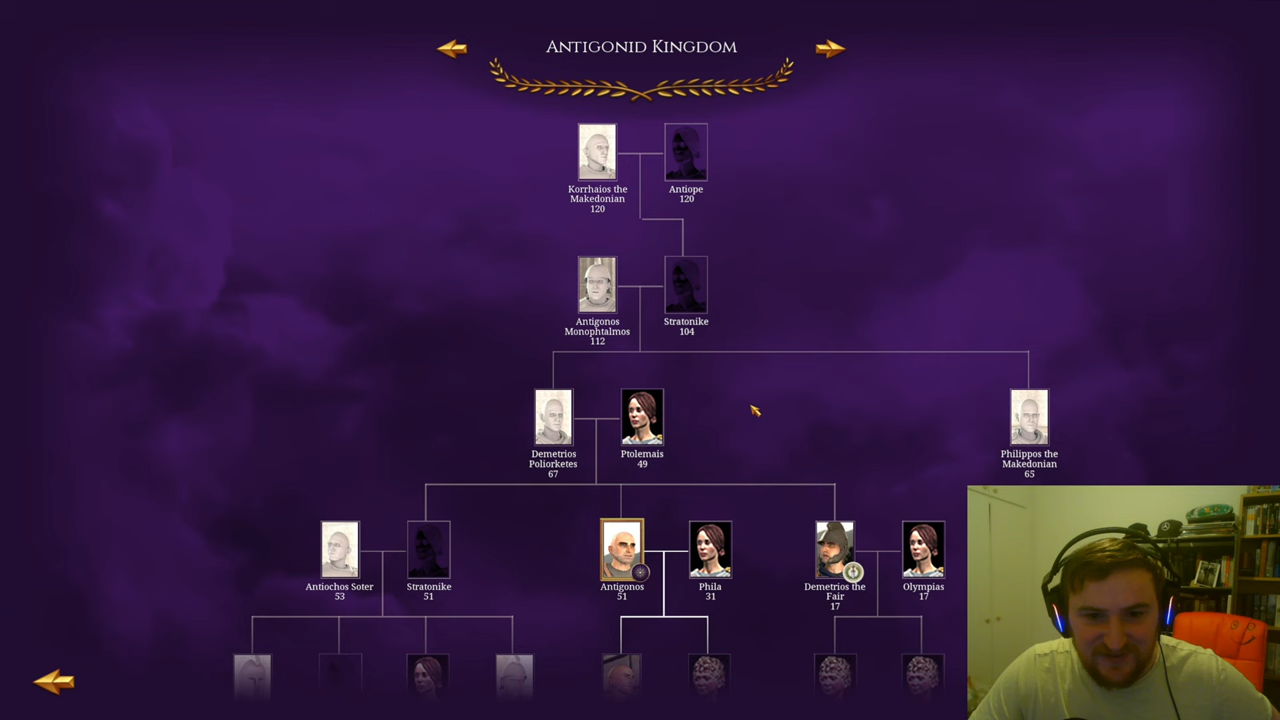 Antigonid Kingdom
Korrhaios the
Makedonian
120
Antiope
120
Antigonos
Monophtalmos
112
Stratonike
104
Demetrios
Poliorketes
67
Ptolemais
49
Philippos the
Makedonian
65
Antiochos Soter
53
Stratonike
51
Antigonos
51
Phila
31
Demetrios the
Fair
17
Olympias
17